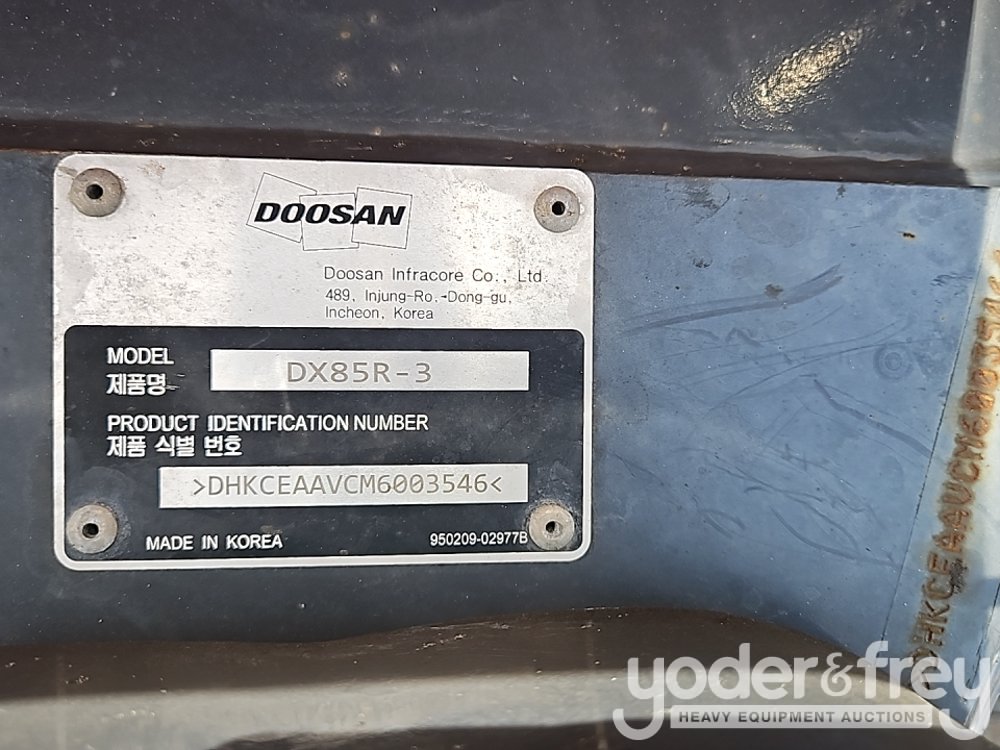 DOOSAN
Doosan Infracore Co., Ltd.
489, Injung-Ro, Dong-gu,
Incheon, Korea
MODEL
제품명
DX85R-3
PRODUCT IDENTIFICATION NUMBER
제품 식별 번호
>DHKCEAAVCM6003546<
MADE IN KOREA
950209-02977B
DHKCEAAVCM6003546
yoder&frey
HEAVY EQUIPMENT AUCTIONS